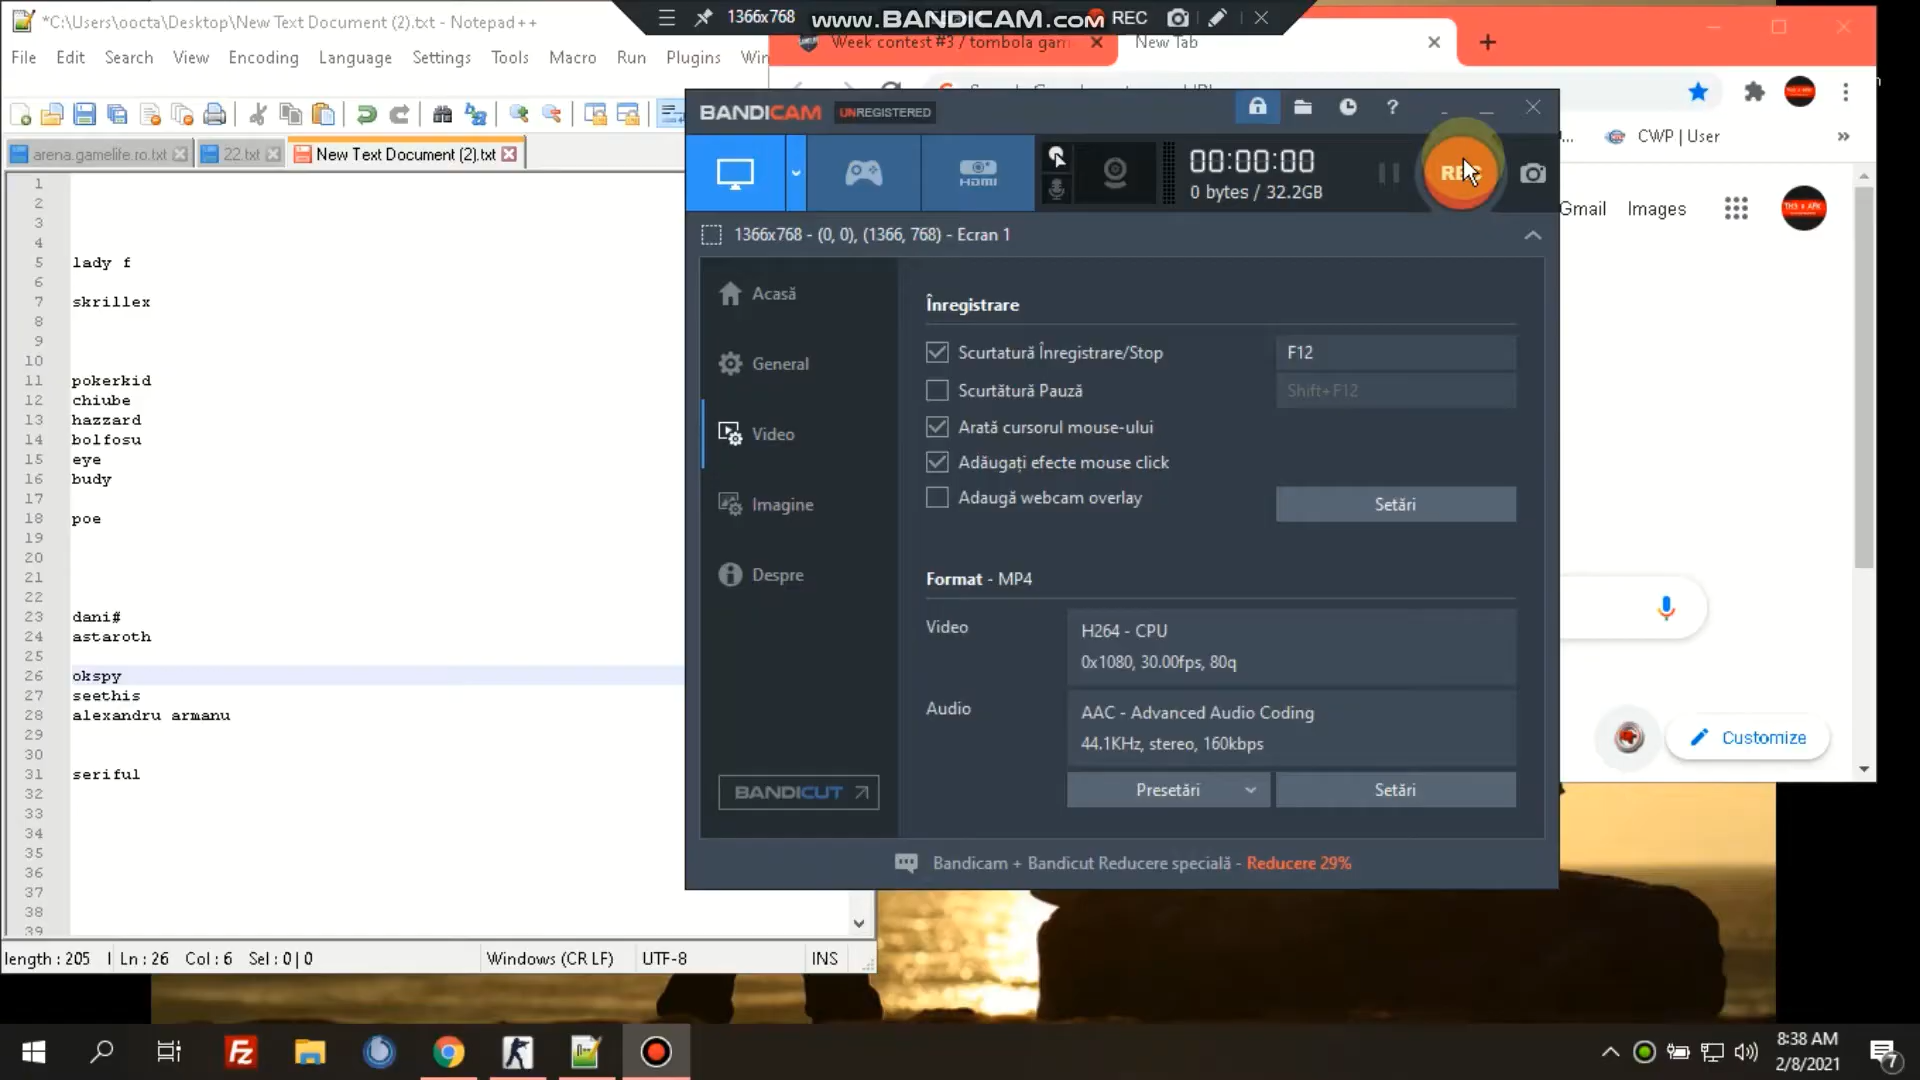 *C:\Users\oocta\Desktop\New Text Document (2).txt - Notepad++
1366x768
www.BANDICAM.com
REC
File Edit Search View Encoding Language Settings Tools Macro Run Plugins
Week contest #3 / tombola gam
New Tab
BANDICAM UNREGISTERED
CWP | User
arena.gamelife.ro.txt
22.txt
New Text Document (2).txt
HDMI
00:00:00
0 bytes / 32.2GB
REC
Gmail Images
1366x768 - (0, 0), (1366, 768) - Ecran 1
1
2
3
4
5 lady f
6
7 skrillex
8
9
10
11 pokerkid
12 chiube
13 hazzard
14 bolfosu
15 eye
16 budy
17
18 poe
19
20
21
22
23 dani#
24 astaroth
25
26 okspy
27 seethis
28 alexandru armanu
29
30
31 seriful
32
33
34
35
36
37
38
39
Acasă
General
Video
Imagine
Despre
BANDICUT
Înregistrare
Scurtatură Înregistrare/Stop F12
Scurtătură Pauză Shift+F12
Arată cursorul mouse-ului
Adăugați efecte mouse click
Adaugă webcam overlay Setări
Format - MP4
Video
H264 - CPU
0x1080, 30.00fps, 80q
Audio
AAC - Advanced Audio Coding
44.1KHz, stereo, 160kbps
Presetări Setări
Bandicam + Bandicut Reducere specială - Reducere 29%
Customize
length : 205 Ln : 26 Col : 6 Sel : 0 | 0 Windows (CR LF) UTF-8 INS
8:38 AM
2/8/2021
7